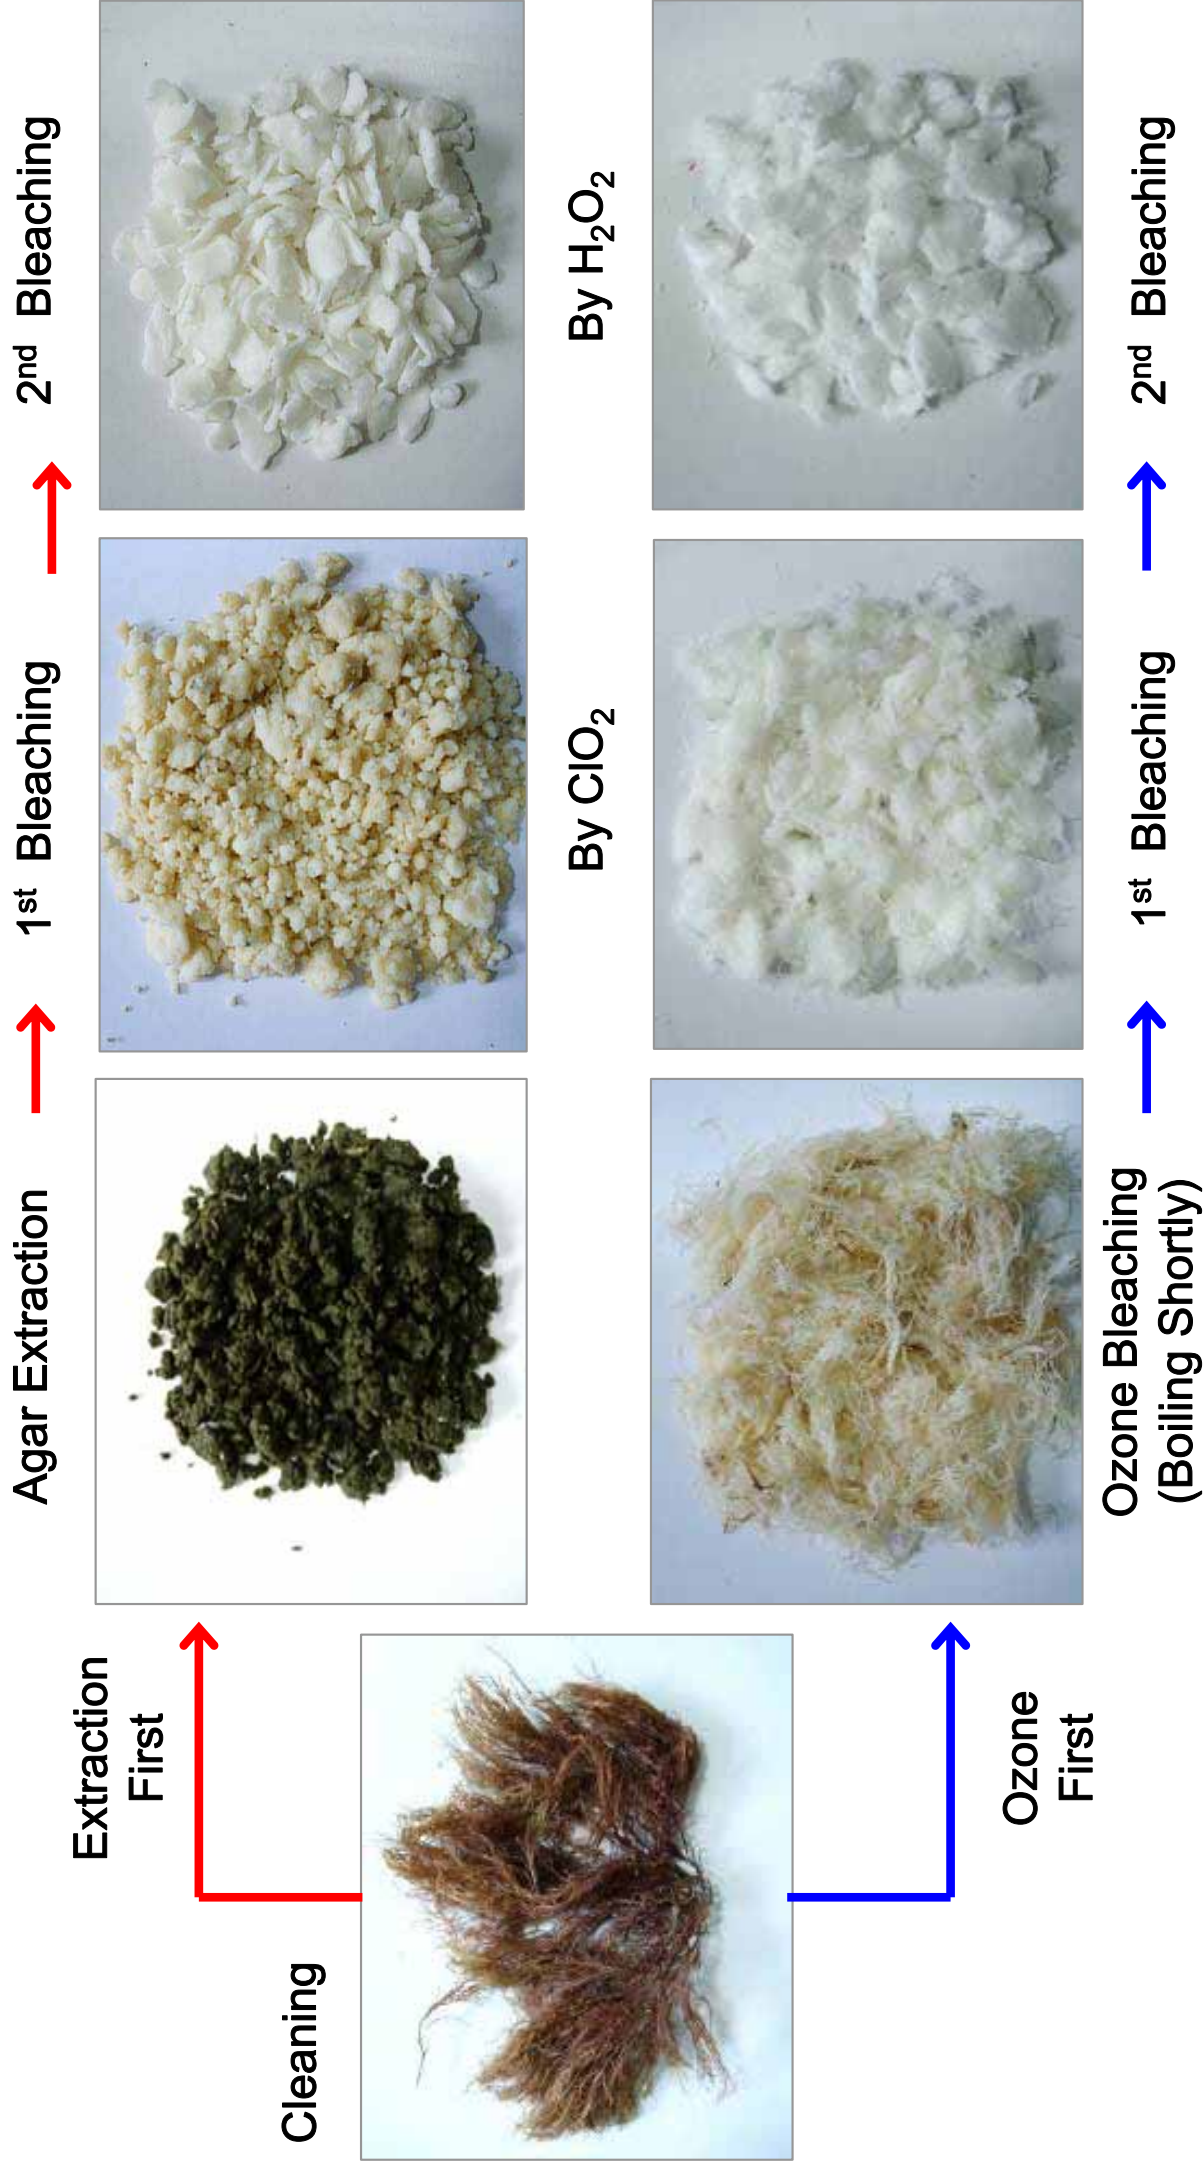 Cleaning
Extraction
First
Agar Extraction
1st Bleaching
2nd Bleaching
By ClO₂
By H₂O₂
Ozone
First
Ozone Bleaching
(Boiling Shortly)
1st Bleaching
2nd Bleaching